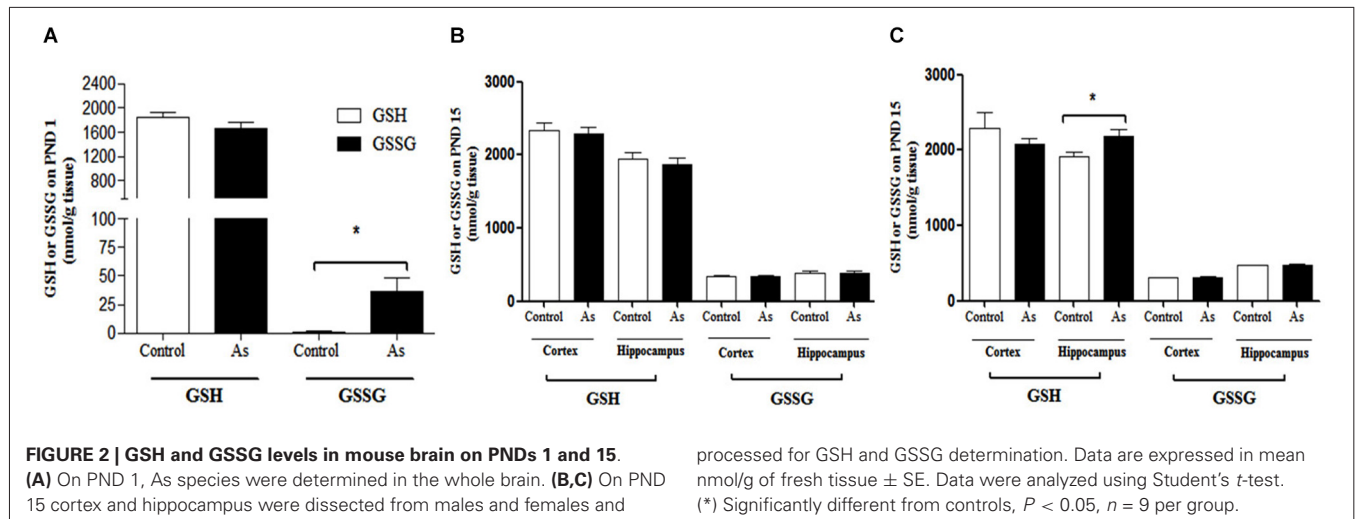 A
GSH or GSSG on PND 1
(nmol/g tissue)
2400
2000
1600
1200
800
100
75
50
25
0
GSH
GSSG
*
Control As Control As
GSH GSSG
B
GSH or GSSG on PND 15
(nmol/g tissue)
3000
2000
1000
0
Control As Control As Control As Control As
Cortex Hippocampus Cortex Hippocampus
GSH GSSG
C
GSH or GSSG on PND 15
(nmol/g tissue)
3000
2000
1000
0
*
Control As Control As Control As Control As
Cortex Hippocampus Cortex Hippocampus
GSH GSSG
FIGURE 2 | GSH and GSSG levels in mouse brain on PNDs 1 and 15.
(A) On PND 1, As species were determined in the whole brain. (B,C) On PND
15 cortex and hippocampus were dissected from males and females and
processed for GSH and GSSG determination. Data are expressed in mean
nmol/g of fresh tissue ± SE. Data were analyzed using Student's t-test.
(*) Significantly different from controls, P < 0.05, n = 9 per group.